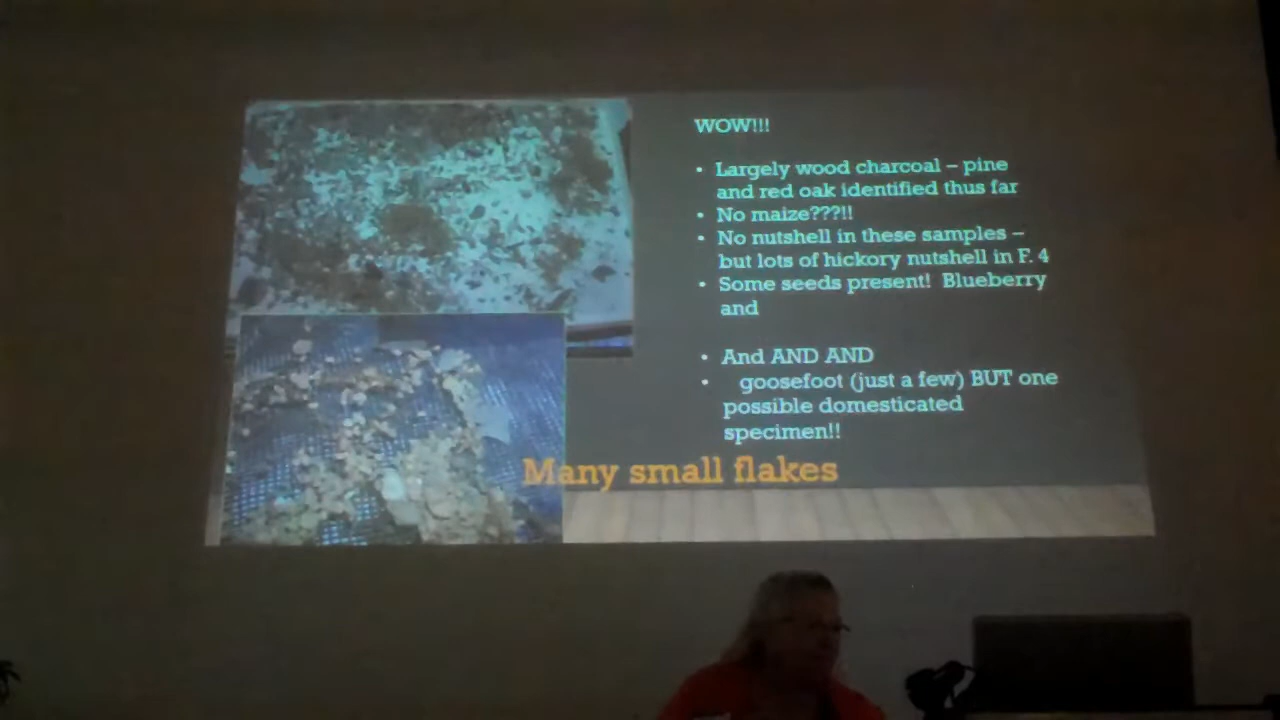 WOW!!!
• Largely wood charcoal – pine
and red oak identified thus far
• No maize???!!
• No nutshell in these samples –
but lots of hickory nutshell in F. 4
• Some seeds present! Blueberry
and
• And AND AND
• goosefoot (just a few) BUT one
possible domesticated
specimen!!
Many small flakes